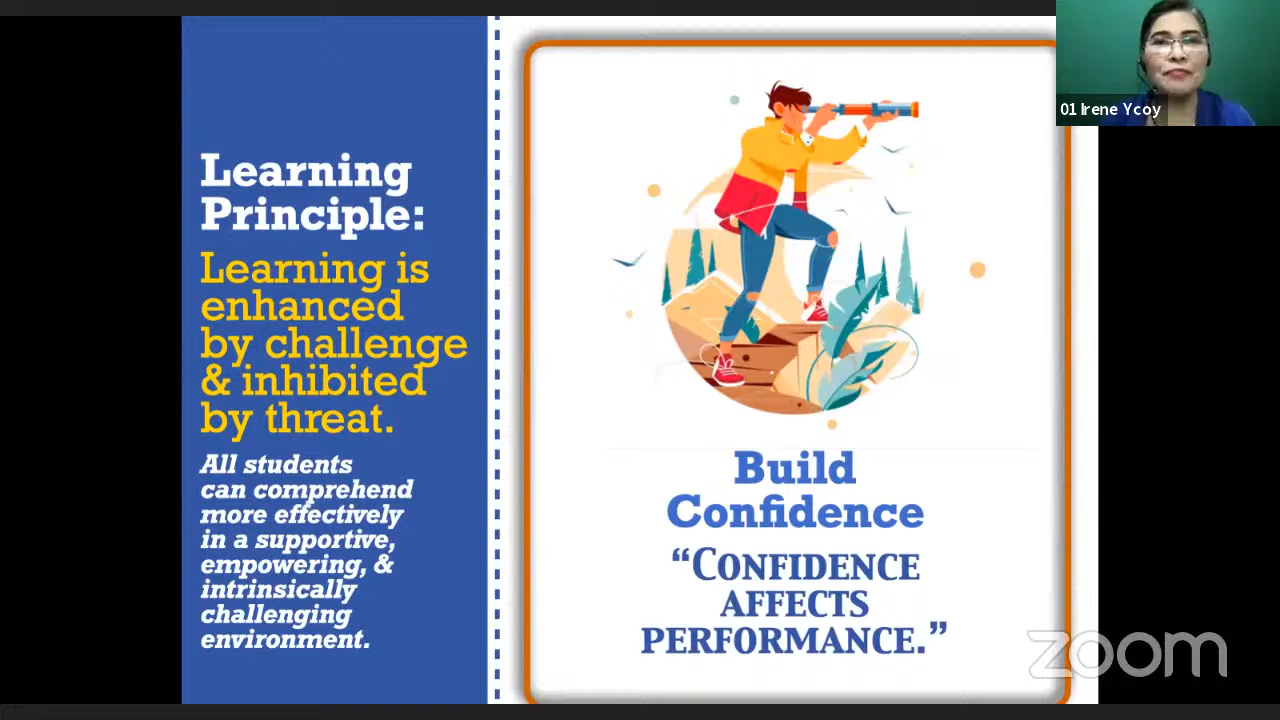 Learning
Principle:
Learning is
enhanced
by challenge
& inhibited
by threat.
All students
can comprehend
more effectively
in a supportive,
empowering, &
intrinsically
challenging
environment.
Build
Confidence
“CONFIDENCE
AFFECTS
PERFORMANCE.”
01 Irene Ycoy
zoom